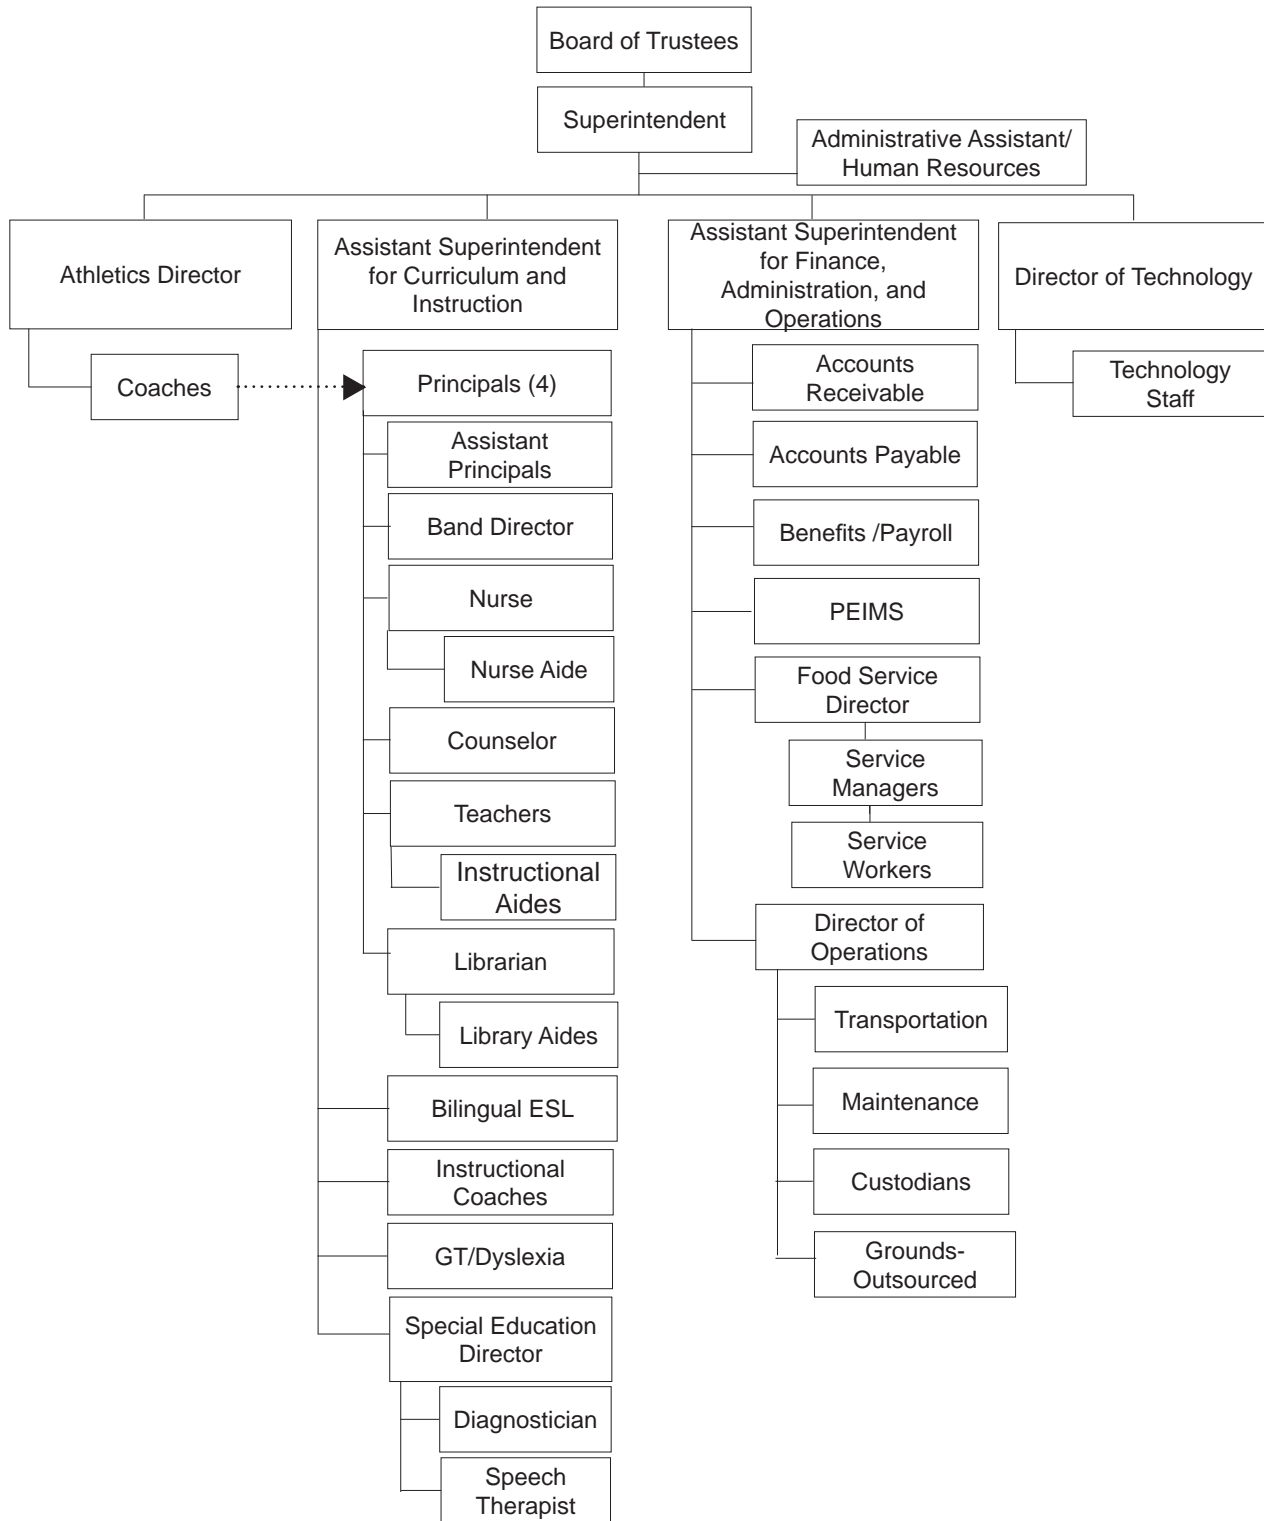 Board of Trustees
Superintendent
Administrative Assistant/
Human Resources
Athletics Director
Assistant Superintendent
for Curriculum and
Instruction
Assistant Superintendent
for Finance,
Administration, and
Operations
Director of Technology
Coaches
Principals (4)
Assistant
Principals
Band Director
Nurse
Nurse Aide
Counselor
Teachers
Instructional
Aides
Librarian
Library Aides
Bilingual ESL
Instructional
Coaches
GT/Dyslexia
Special Education
Director
Diagnostician
Speech
Therapist
Accounts
Receivable
Accounts Payable
Benefits /Payroll
PEIMS
Food Service
Director
Service
Managers
Service
Workers
Director of
Operations
Transportation
Maintenance
Custodians
Grounds-
Outsourced
Technology
Staff